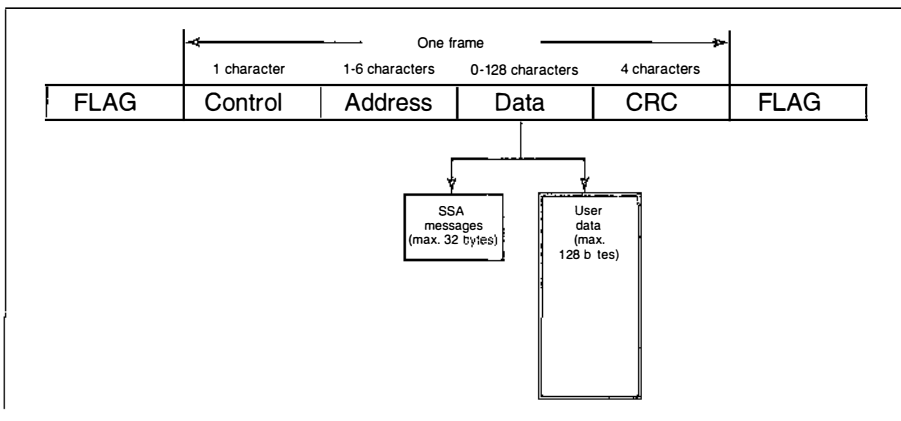 One frame
1 character 1-6 characters 0-128 characters 4 characters
FLAG Control Address Data CRC FLAG
SSA
messages
(max. 32 bytes)
User
data
(max.
128 b tes)